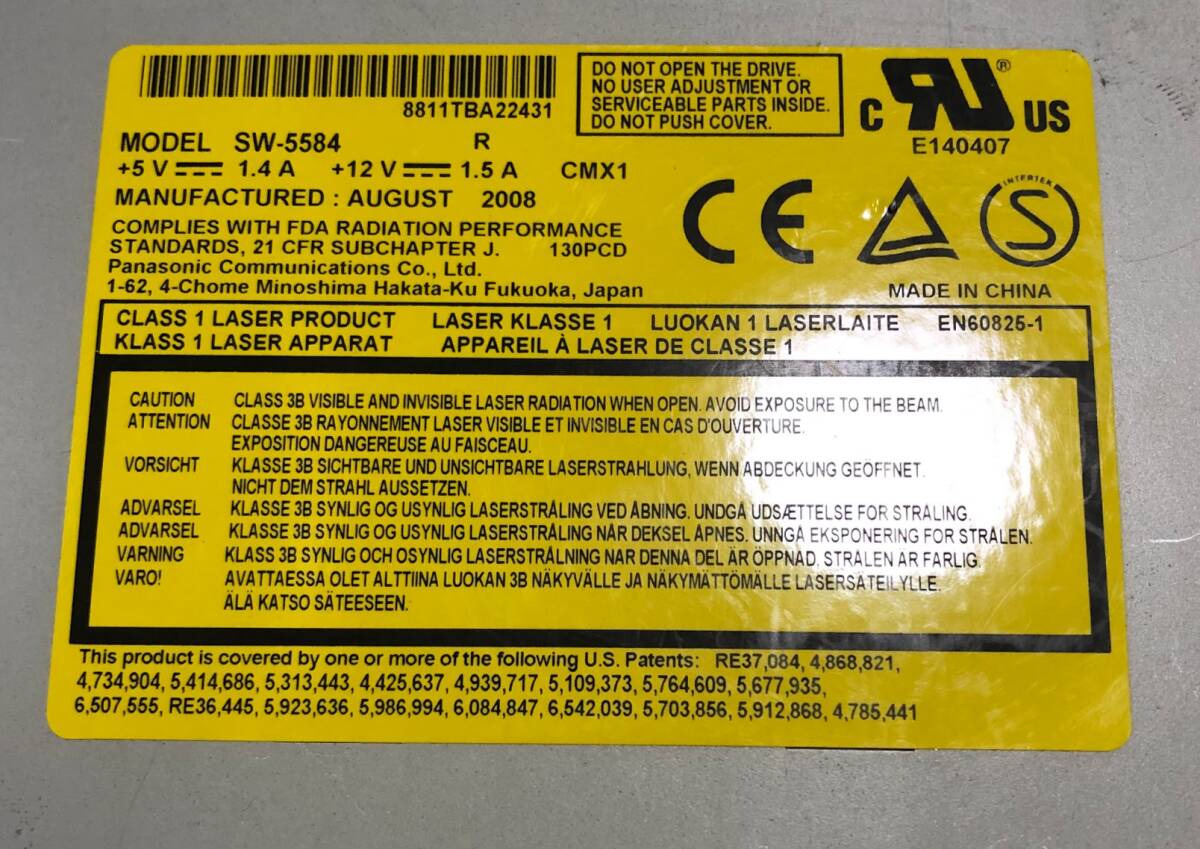 8811TBA22431
DO NOT OPEN THE DRIVE.
NO USER ADJUSTMENT OR
SERVICEABLE PARTS INSIDE.
DO NOT PUSH COVER.
C RU ® US
E140407
MODEL SW-5584 R
+5 V 1.4 A +12 V 1.5 A CMX1
MANUFACTURED : AUGUST 2008
COMPLIES WITH FDA RADIATION PERFORMANCE
STANDARDS, 21 CFR SUBCHAPTER J. 130PCD
Panasonic Communications Co., Ltd.
1-62, 4-Chome Minoshima Hakata-Ku Fukuoka, Japan
CE
INTERTEK
S
MADE IN CHINA
CLASS 1 LASER PRODUCT LASER KLASSE 1 LUOKAN 1 LASERLAITE EN60825-1
KLASS 1 LASER APPARAT APPAREIL À LASER DE CLASSE 1
CAUTION CLASS 3B VISIBLE AND INVISIBLE LASER RADIATION WHEN OPEN. AVOID EXPOSURE TO THE BEAM.
ATTENTION CLASSE 3B RAYONNEMENT LASER VISIBLE ET INVISIBLE EN CAS D'OUVERTURE.
EXPOSITION DANGEREUSE AU FAISCEAU.
VORSICHT KLASSE 3B SICHTBARE UND UNSICHTBARE LASERSTRAHLUNG, WENN ABDECKUNG GEÖFFNET.
NICHT DEM STRAHL AUSSETZEN.
ADVARSEL KLASSE 3B SYNLIG OG USYNLIG LASERSTRÅLING VED ÅBNING. UNDGÅ UDSÆTTELSE FOR STRÅLING.
ADVARSEL KLASSE 3B SYNLIG OG USYNLIG LASERSTRÅLING NÅR DEKSEL ÅPNES. UNNGÅ EKSPONERING FOR STRÅLEN.
VARNING KLASS 3B SYNLIG OCH OSYNLIG LASERSTRÅLNING NÄR DENNA DEL ÄR ÖPPNAD. STRÅLEN ÄR FARLIG.
VARO! AVATTAESSA OLET ALTTIINA LUOKAN 3B NÄKYVÄLLE JA NÄKYMÄTTÖMÄLLE LASERSÄTEILYLLE.
ÄLÄ KATSO SÄTEESEEN.
This product is covered by one or more of the following U.S. Patents: RE37,084, 4,868,821,
4,734,904, 5,414,686, 5,313,443, 4,425,637, 4,939,717, 5,109,373, 5,764,609, 5,677,935,
6,507,555, RE36,445, 5,923,636, 5,986,994, 6,084,847, 6,542,039, 5,703,856, 5,912,868, 4,785,441